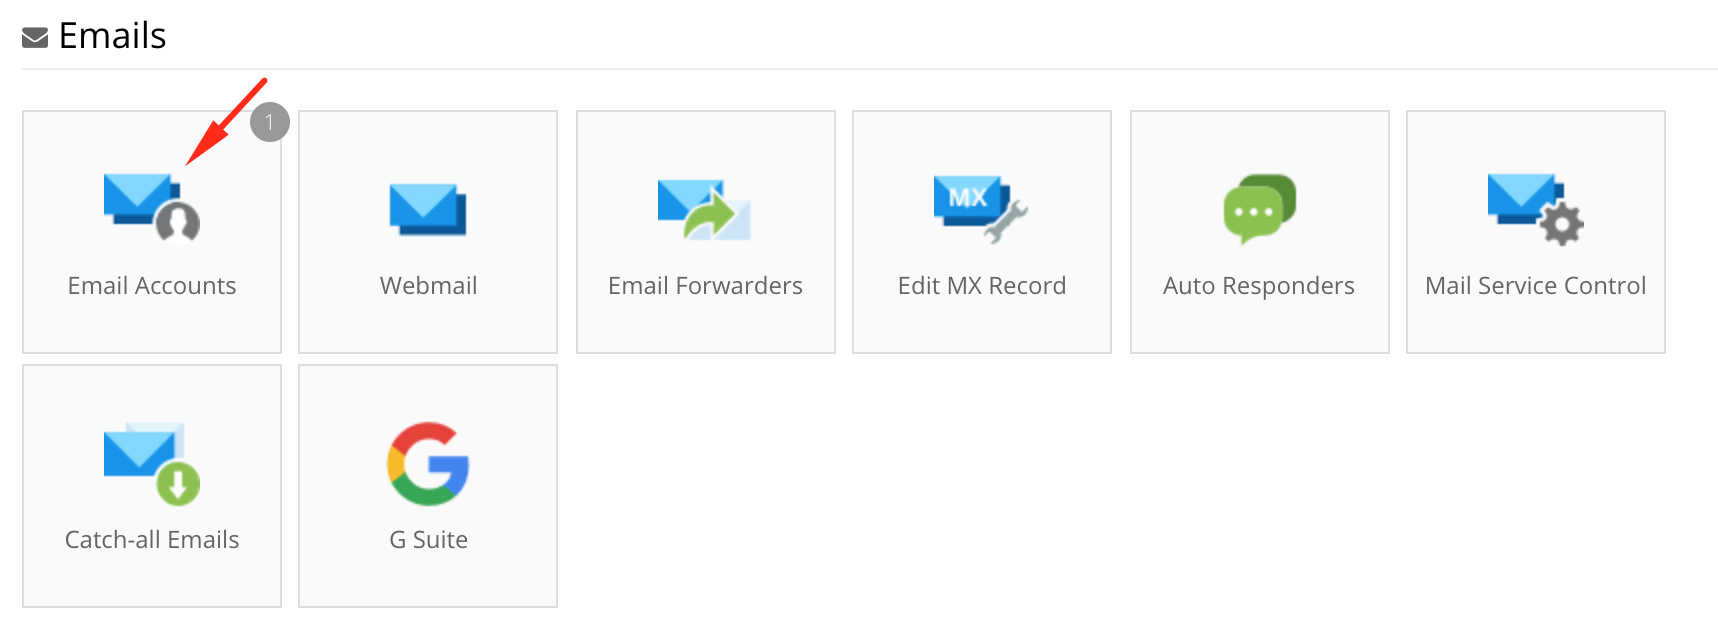 Emails
1
Email Accounts
Webmail
Email Forwarders
MX
Edit MX Record
Auto Responders
Mail Service Control
Catch-all Emails
G Suite